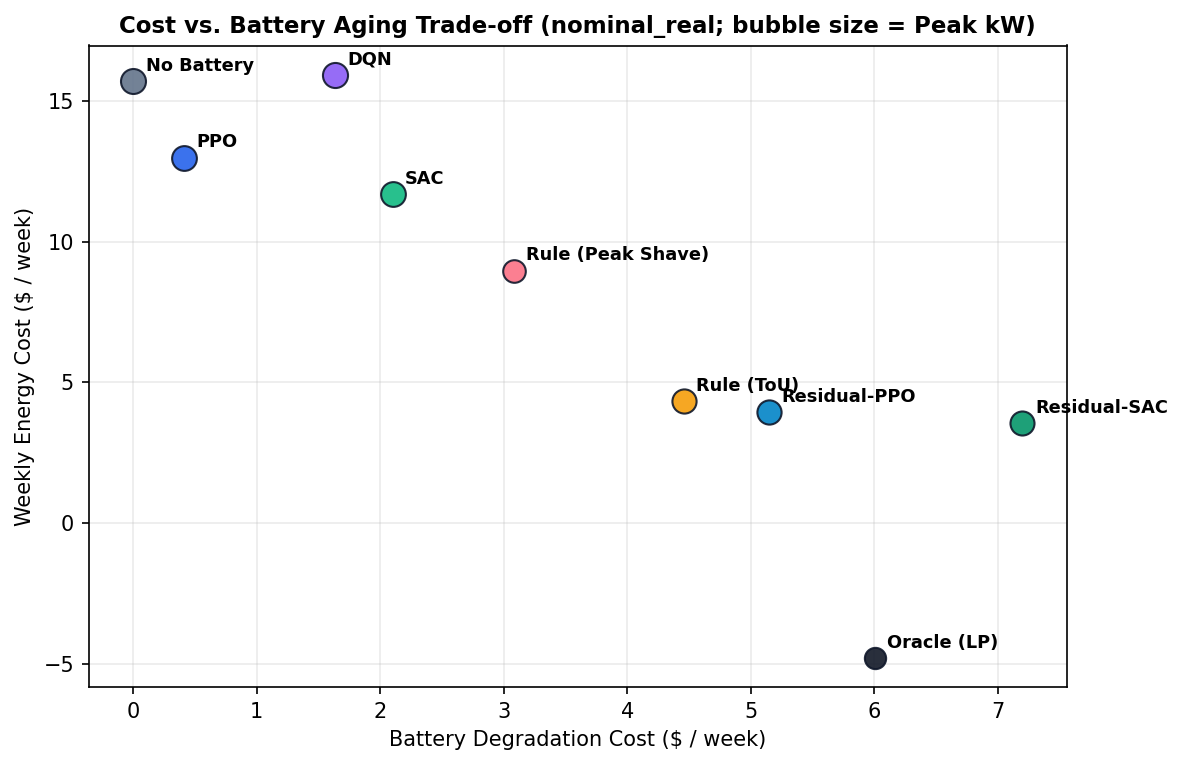 Cost vs. Battery Aging Trade-off (nominal_real; bubble size = Peak kW)
No Battery
DQN
PPO
SAC
Rule (Peak Shave)
Rule (ToU)
Residual-PPO
Residual-SAC
Oracle (LP)
Weekly Energy Cost ($ / week)
15
10
5
0
−5
0 1 2 3 4 5 6 7
Battery Degradation Cost ($ / week)